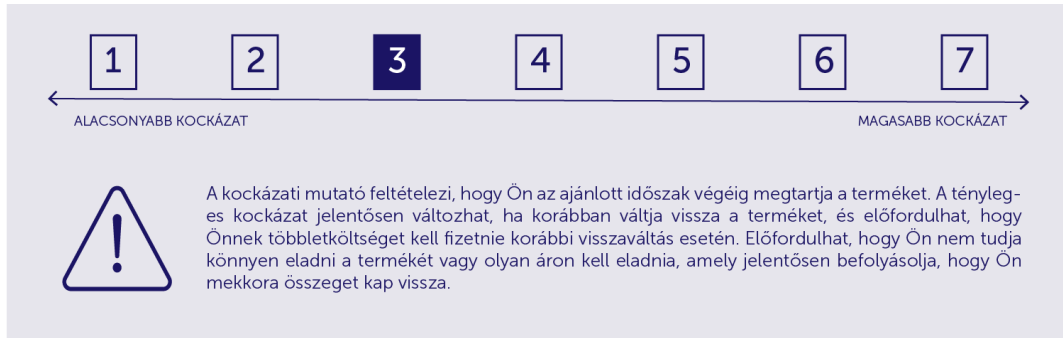 1 2 3 4 5 6 7
ALACSONYABB KOCKÁZAT MAGASABB KOCKÁZAT
A kockázati mutató feltételezi, hogy Ön az ajánlott időszak végéig megtartja a terméket. A tényleg-
es kockázat jelentősen változhat, ha korábban váltja vissza a terméket, és előfordulhat, hogy
Önnek többletköltséget kell fizetnie korábbi visszaváltás esetén. Előfordulhat, hogy Ön nem tudja
könnyen eladni a termékét vagy olyan áron kell eladnia, amely jelentősen befolyásolja, hogy Ön
mekkora összeget kap vissza.